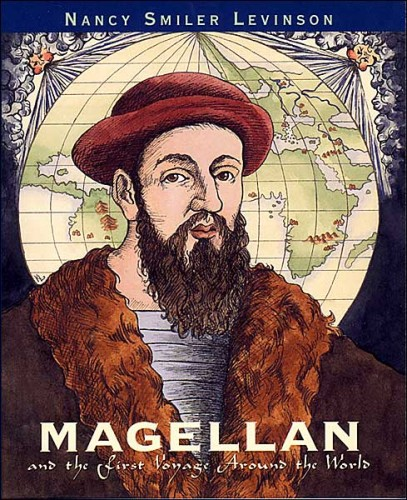 NANCY SMILER LEVINSON
MAGELLAN
and the First Voyage Around the World